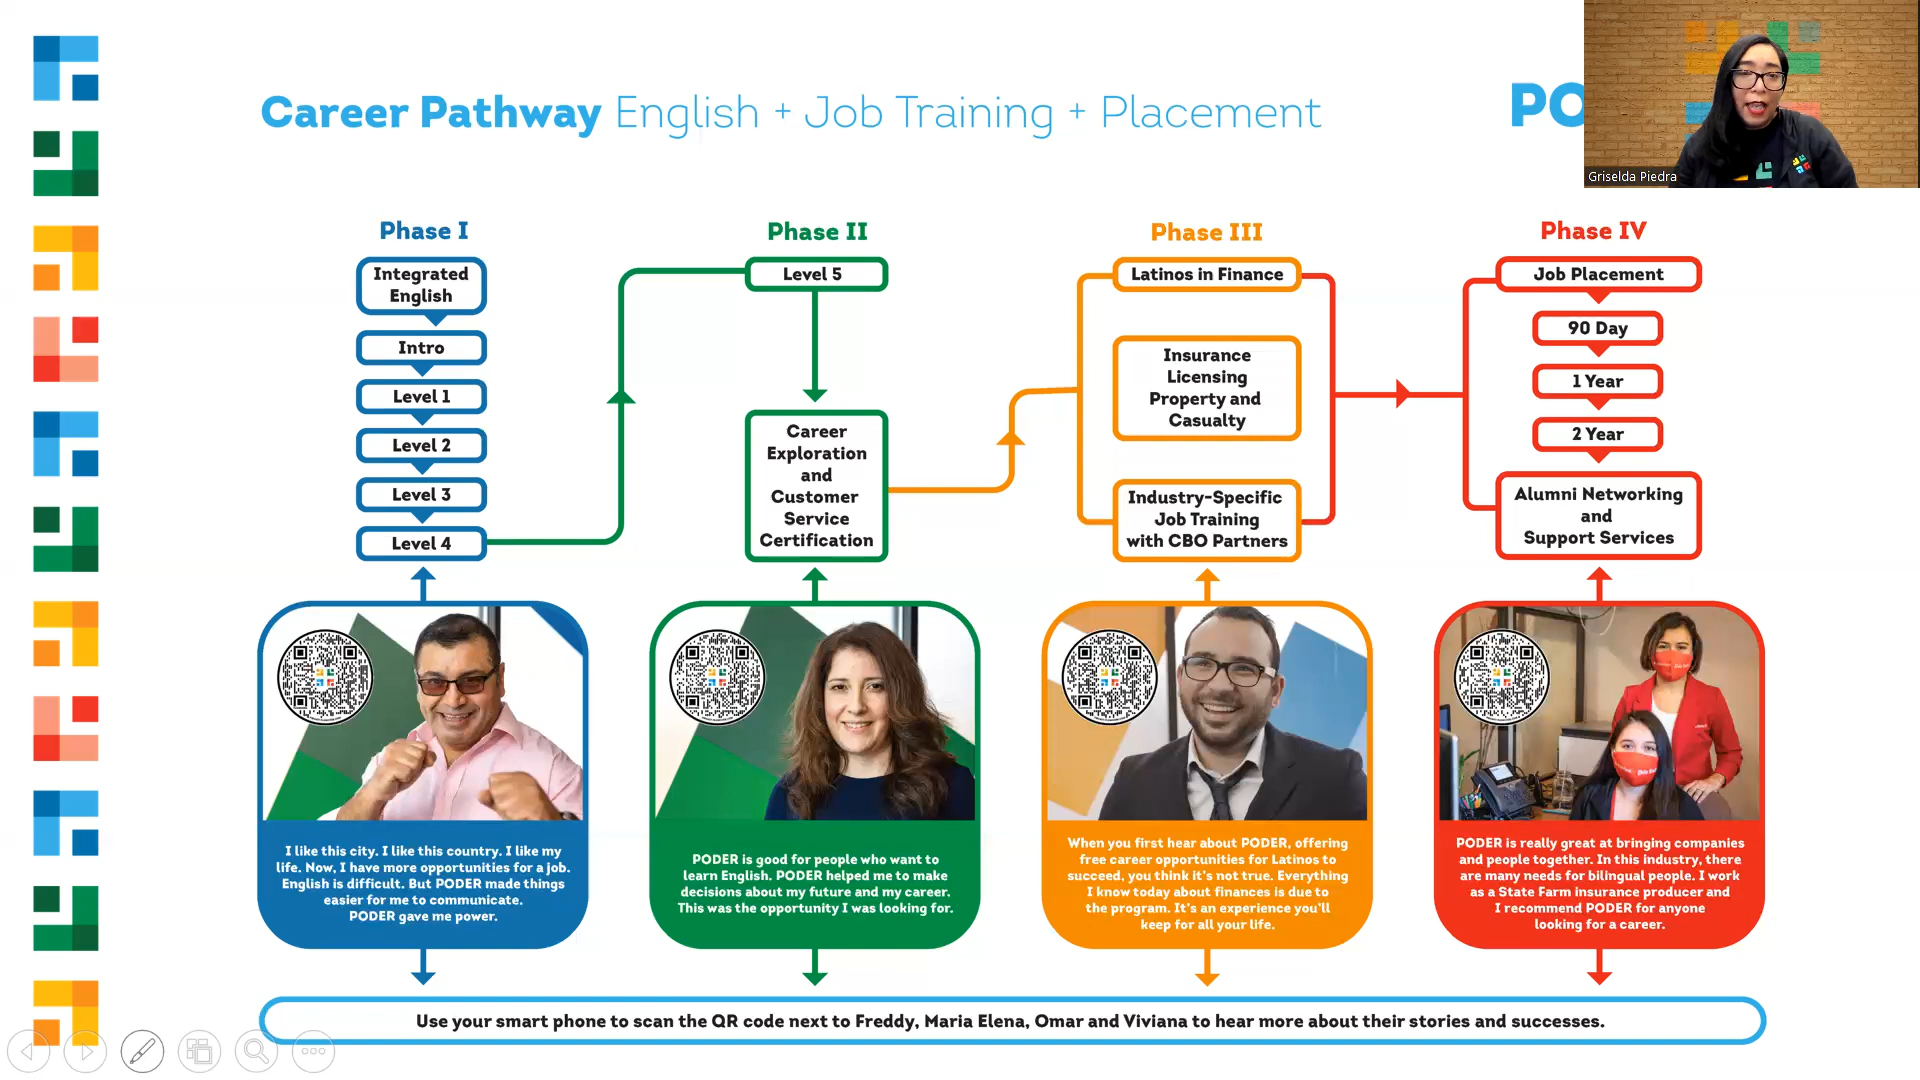 Career Pathway English + Job Training + Placement
PO
Griselda Piedra
Phase I
Integrated
English
Intro
Level 1
Level 2
Level 3
Level 4
Phase II
Level 5
Career
Exploration
and
Customer
Service
Certification
Phase III
Latinos in Finance
Insurance
Licensing
Property and
Casualty
Industry-Specific
Job Training
with CBO Partners
Phase IV
Job Placement
90 Day
1 Year
2 Year
Alumni Networking
and
Support Services
I like this city. I like this country. I like my
life. Now, I have more opportunities for a job.
English is difficult. But PODER made things
easier for me to communicate.
PODER gave me power.
PODER is good for people who want to
learn English. PODER helped me to make
decisions about my future and my career.
This was the opportunity I was looking for.
When you first hear about PODER, offering
free career opportunities for Latinos to
succeed, you think it's not true. Everything
I know today about finances is due to
the program. It's an experience you'll
keep for all your life.
PODER is really great at bringing companies
and people together. In this industry, there
are many needs for bilingual people. I work
as a State Farm insurance producer and
I recommend PODER for anyone
looking for a career.
Use your smart phone to scan the QR code next to Freddy, Maria Elena, Omar and Viviana to hear more about their stories and successes.